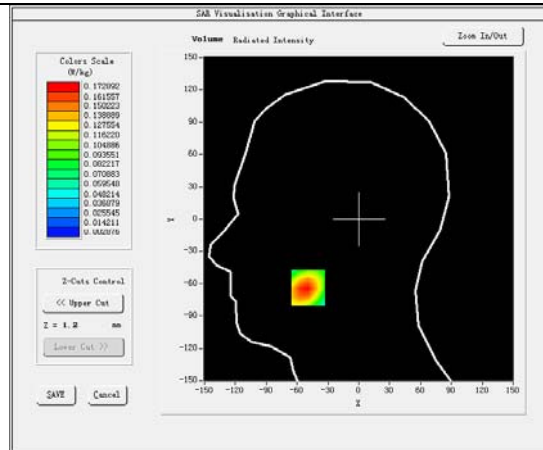 SAR Visualisation Graphical Interface
Volume Radiated Intensity
Zoom In/Out
Colors Scale
(W/kg)
0.172892
0.161557
0.150223
0.138889
0.127554
0.116220
0.104886
0.093551
0.082217
0.070883
0.059548
0.048214
0.036879
0.025545
0.014211
0.002876
Z-Cuts Control
<< Upper Cut
Z = 1.2 mm
Lower Cut >>
SAVE
Cancel
150
120
90
60
30
0
-30
-60
-90
-120
-150
Y
-150 -120 -90 -60 -30 0 30 60 90 120 150
X